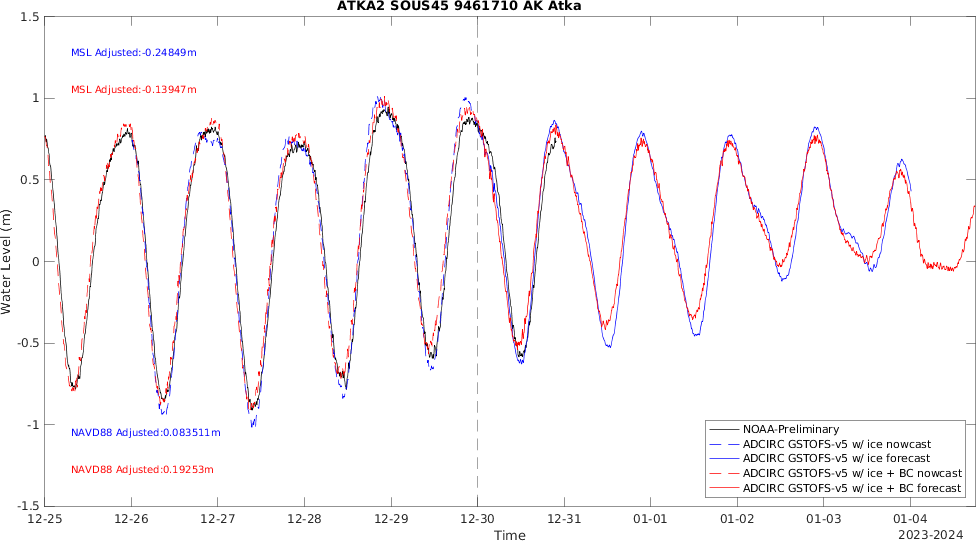 ATKA2 SOUS45 9461710 AK Atka
1.5
MSL Adjusted:-0.24849m
MSL Adjusted:-0.13947m
1
0.5
0
-0.5
-1
-1.5
Water Level (m)
NAVD88 Adjusted:0.083511m
NAVD88 Adjusted:0.19253m
NOAA-Preliminary
ADCIRC GSTOFS-v5 w/ ice nowcast
ADCIRC GSTOFS-v5 w/ ice forecast
ADCIRC GSTOFS-v5 w/ ice + BC nowcast
ADCIRC GSTOFS-v5 w/ ice + BC forecast
12-25 12-26 12-27 12-28 12-29 12-30 12-31 01-01 01-02 01-03 01-04
Time
2023-2024